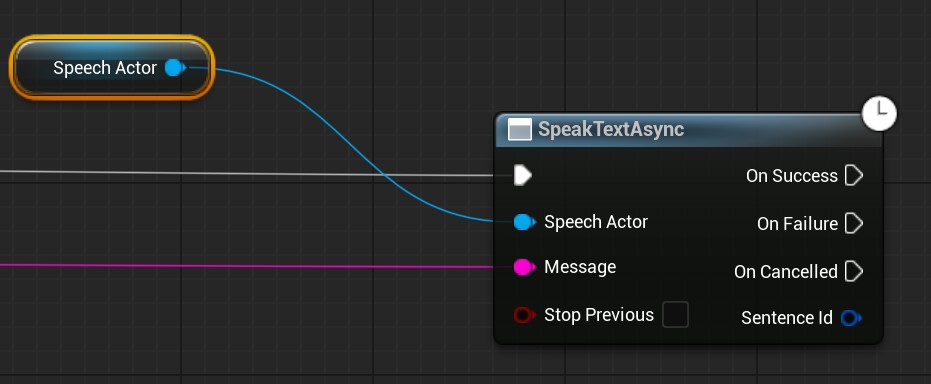 Speech Actor
SpeakTextAsync
On Success
Speech Actor
On Failure
Message
On Cancelled
Stop Previous
Sentence Id